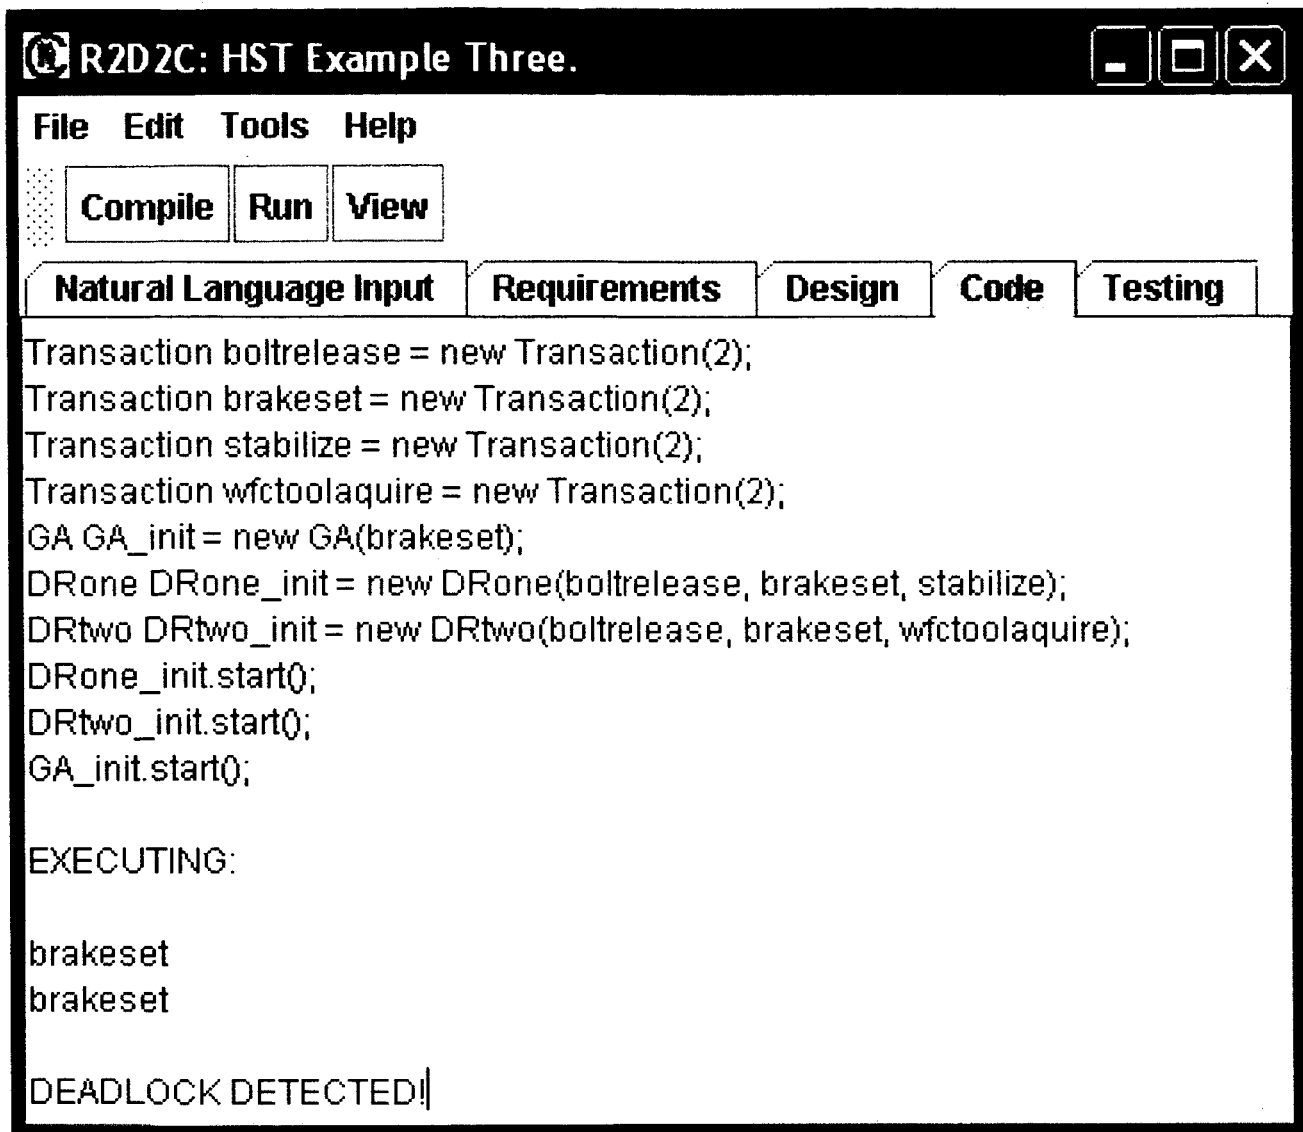 R2D2C: HST Example Three.
File Edit Tools Help
Compile Run View
Natural Language Input Requirements Design Code Testing
Transaction boltrelease = new Transaction(2);
Transaction brakeset = new Transaction(2);
Transaction stabilize = new Transaction(2);
Transaction wfctoolaquire = new Transaction(2);
GA GA_init = new GA(brakeset);
DRone DRone_init = new DRone(boltrelease, brakeset, stabilize);
DRtwo DRtwo_init = new DRtwo(boltrelease, brakeset, wfctoolaquire);
DRone_init.start();
DRtwo_init.start();
GA_init.start();
EXECUTING:
brakeset
brakeset
DEADLOCK DETECTED!